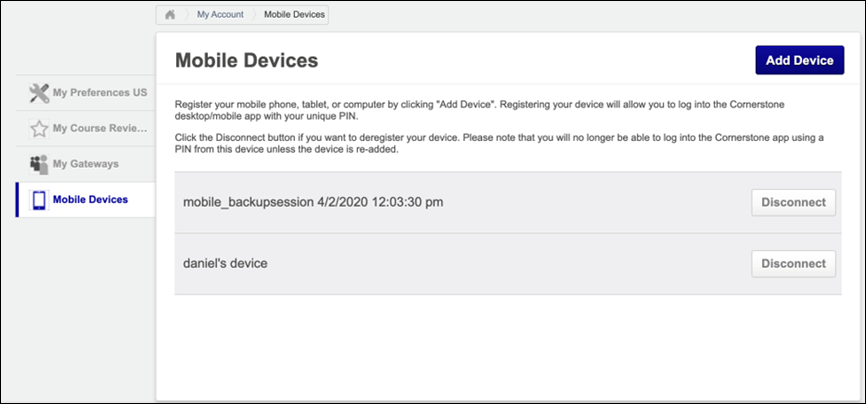 My Account
Mobile Devices
Mobile Devices
Add Device
My Preferences US
My Course Revie...
My Gateways
Mobile Devices
Register your mobile phone, tablet, or computer by clicking "Add Device". Registering your device will allow you to log into the Cornerstone
desktop/mobile app with your unique PIN.
Click the Disconnect button if you want to deregister your device. Please note that you will no longer be able to log into the Cornerstone app using a
PIN from this device unless the device is re-added.
mobile_backupsession 4/2/2020 12:03:30 pm
Disconnect
daniel's device
Disconnect